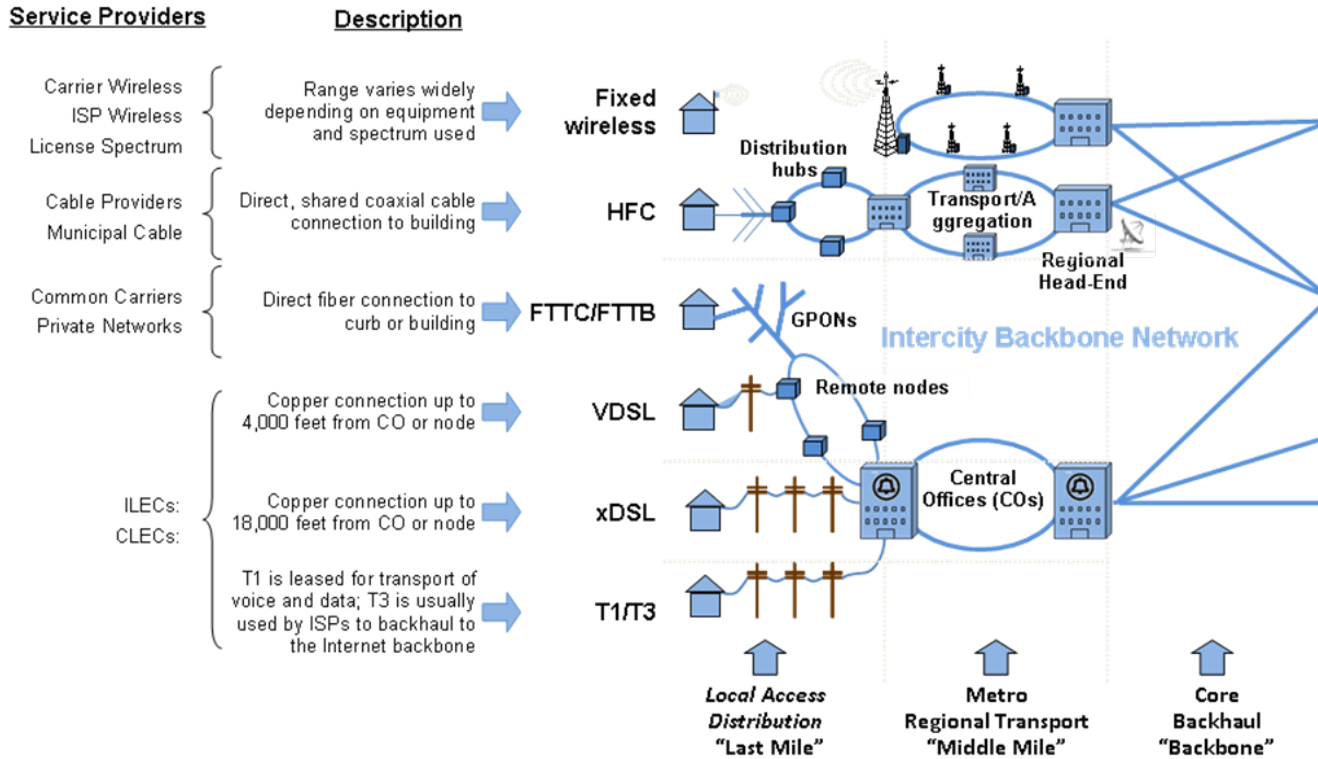 Service Providers
Description
Carrier Wireless
ISP Wireless
License Spectrum
Range varies widely
depending on equipment
and spectrum used
Fixed
wireless
Distribution
hubs
Cable Providers
Municipal Cable
Direct, shared coaxial cable
connection to building
HFC
Transport/A
ggregation
Regional
Head-End
Common Carriers
Private Networks
Direct fiber connection to
curb or building
FTTC/FTTB
GPONs
Intercity Backbone Network
Copper connection up to
4,000 feet from CO or node
VDSL
Remote nodes
ILECs:
CLECs:
Copper connection up to
18,000 feet from CO or node
xDSL
Central
Offices (COs)
T1 is leased for transport of
voice and data; T3 is usually
used by ISPs to backhaul to
the Internet backbone
T1/T3
Local Access
Distribution
“Last Mile”
Metro
Regional Transport
“Middle Mile”
Core
Backhaul
“Backbone”